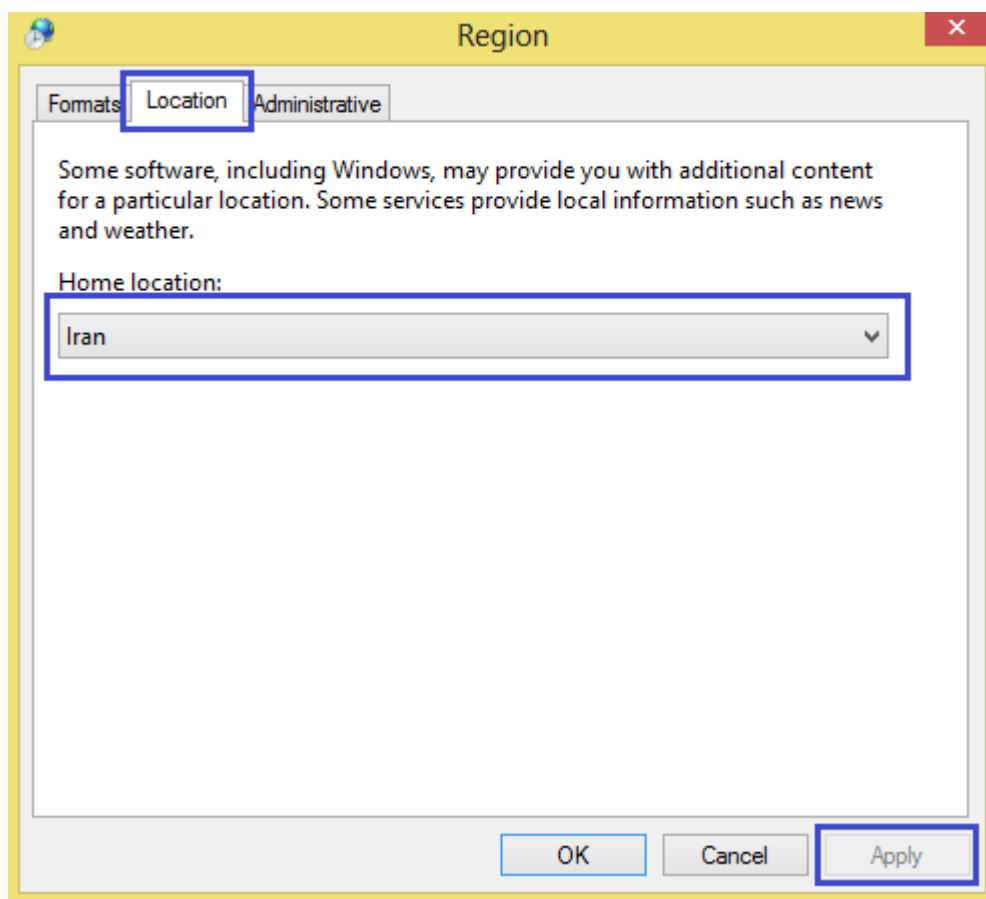 Region
Formats Location Administrative
Some software, including Windows, may provide you with additional content
for a particular location. Some services provide local information such as news
and weather.
Home location:
Iran
OK Cancel Apply